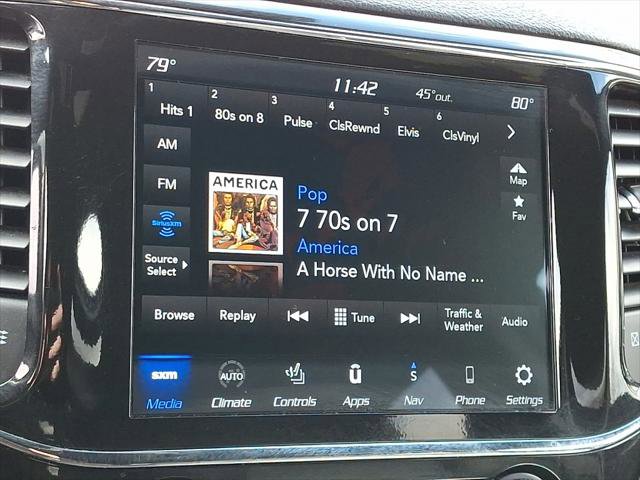 79° 11:42 45°out. 80°
1 2 3 4 5 6
Hits 1 80s on 8 Pulse ClsRewnd Elvis ClsVinyl
AM
FM
SiriusXM
Source
Select
AMERICA
Pop
7 70s on 7
America
A Horse With No Name ...
Map
Fav
Browse Replay Tune Traffic &
Weather Audio
sxm AUTO S
Media Climate Controls Apps Nav Phone Settings